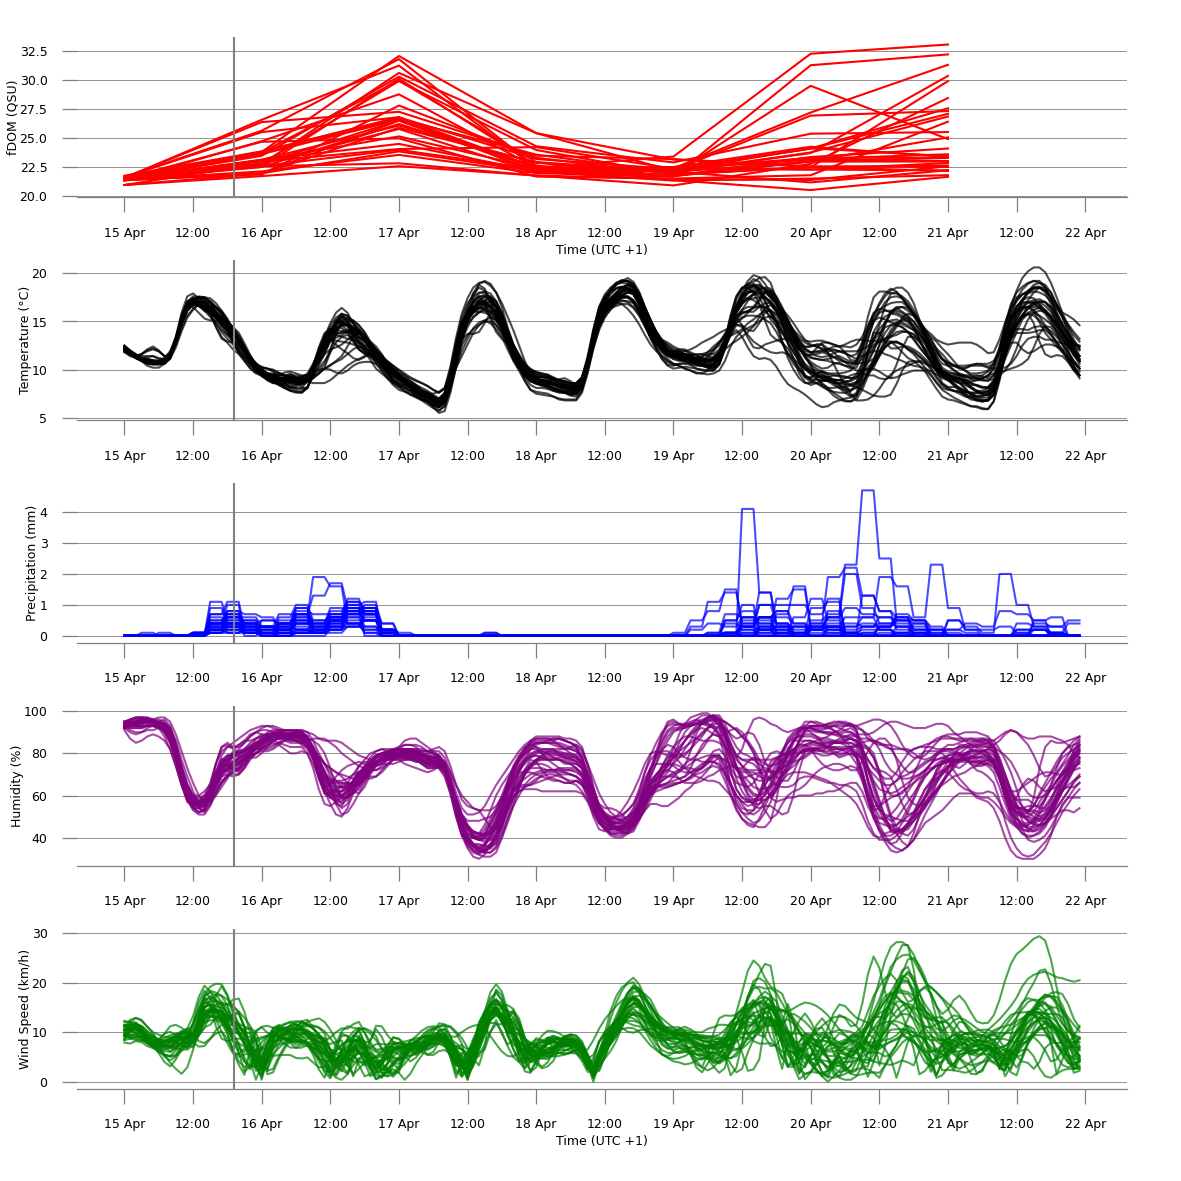 32.5
30.0
27.5
25.0
22.5
20.0
fDOM (QSU)
15 Apr 12:00 16 Apr 12:00 17 Apr 12:00 18 Apr 12:00 19 Apr 12:00 20 Apr 12:00 21 Apr 12:00 22 Apr
Time (UTC +1)
20
15
10
5
Temperature (°C)
15 Apr 12:00 16 Apr 12:00 17 Apr 12:00 18 Apr 12:00 19 Apr 12:00 20 Apr 12:00 21 Apr 12:00 22 Apr
4
3
2
1
0
Precipitation (mm)
15 Apr 12:00 16 Apr 12:00 17 Apr 12:00 18 Apr 12:00 19 Apr 12:00 20 Apr 12:00 21 Apr 12:00 22 Apr
100
80
60
40
Humidity (%)
15 Apr 12:00 16 Apr 12:00 17 Apr 12:00 18 Apr 12:00 19 Apr 12:00 20 Apr 12:00 21 Apr 12:00 22 Apr
30
20
10
0
Wind Speed (km/h)
15 Apr 12:00 16 Apr 12:00 17 Apr 12:00 18 Apr 12:00 19 Apr 12:00 20 Apr 12:00 21 Apr 12:00 22 Apr
Time (UTC +1)